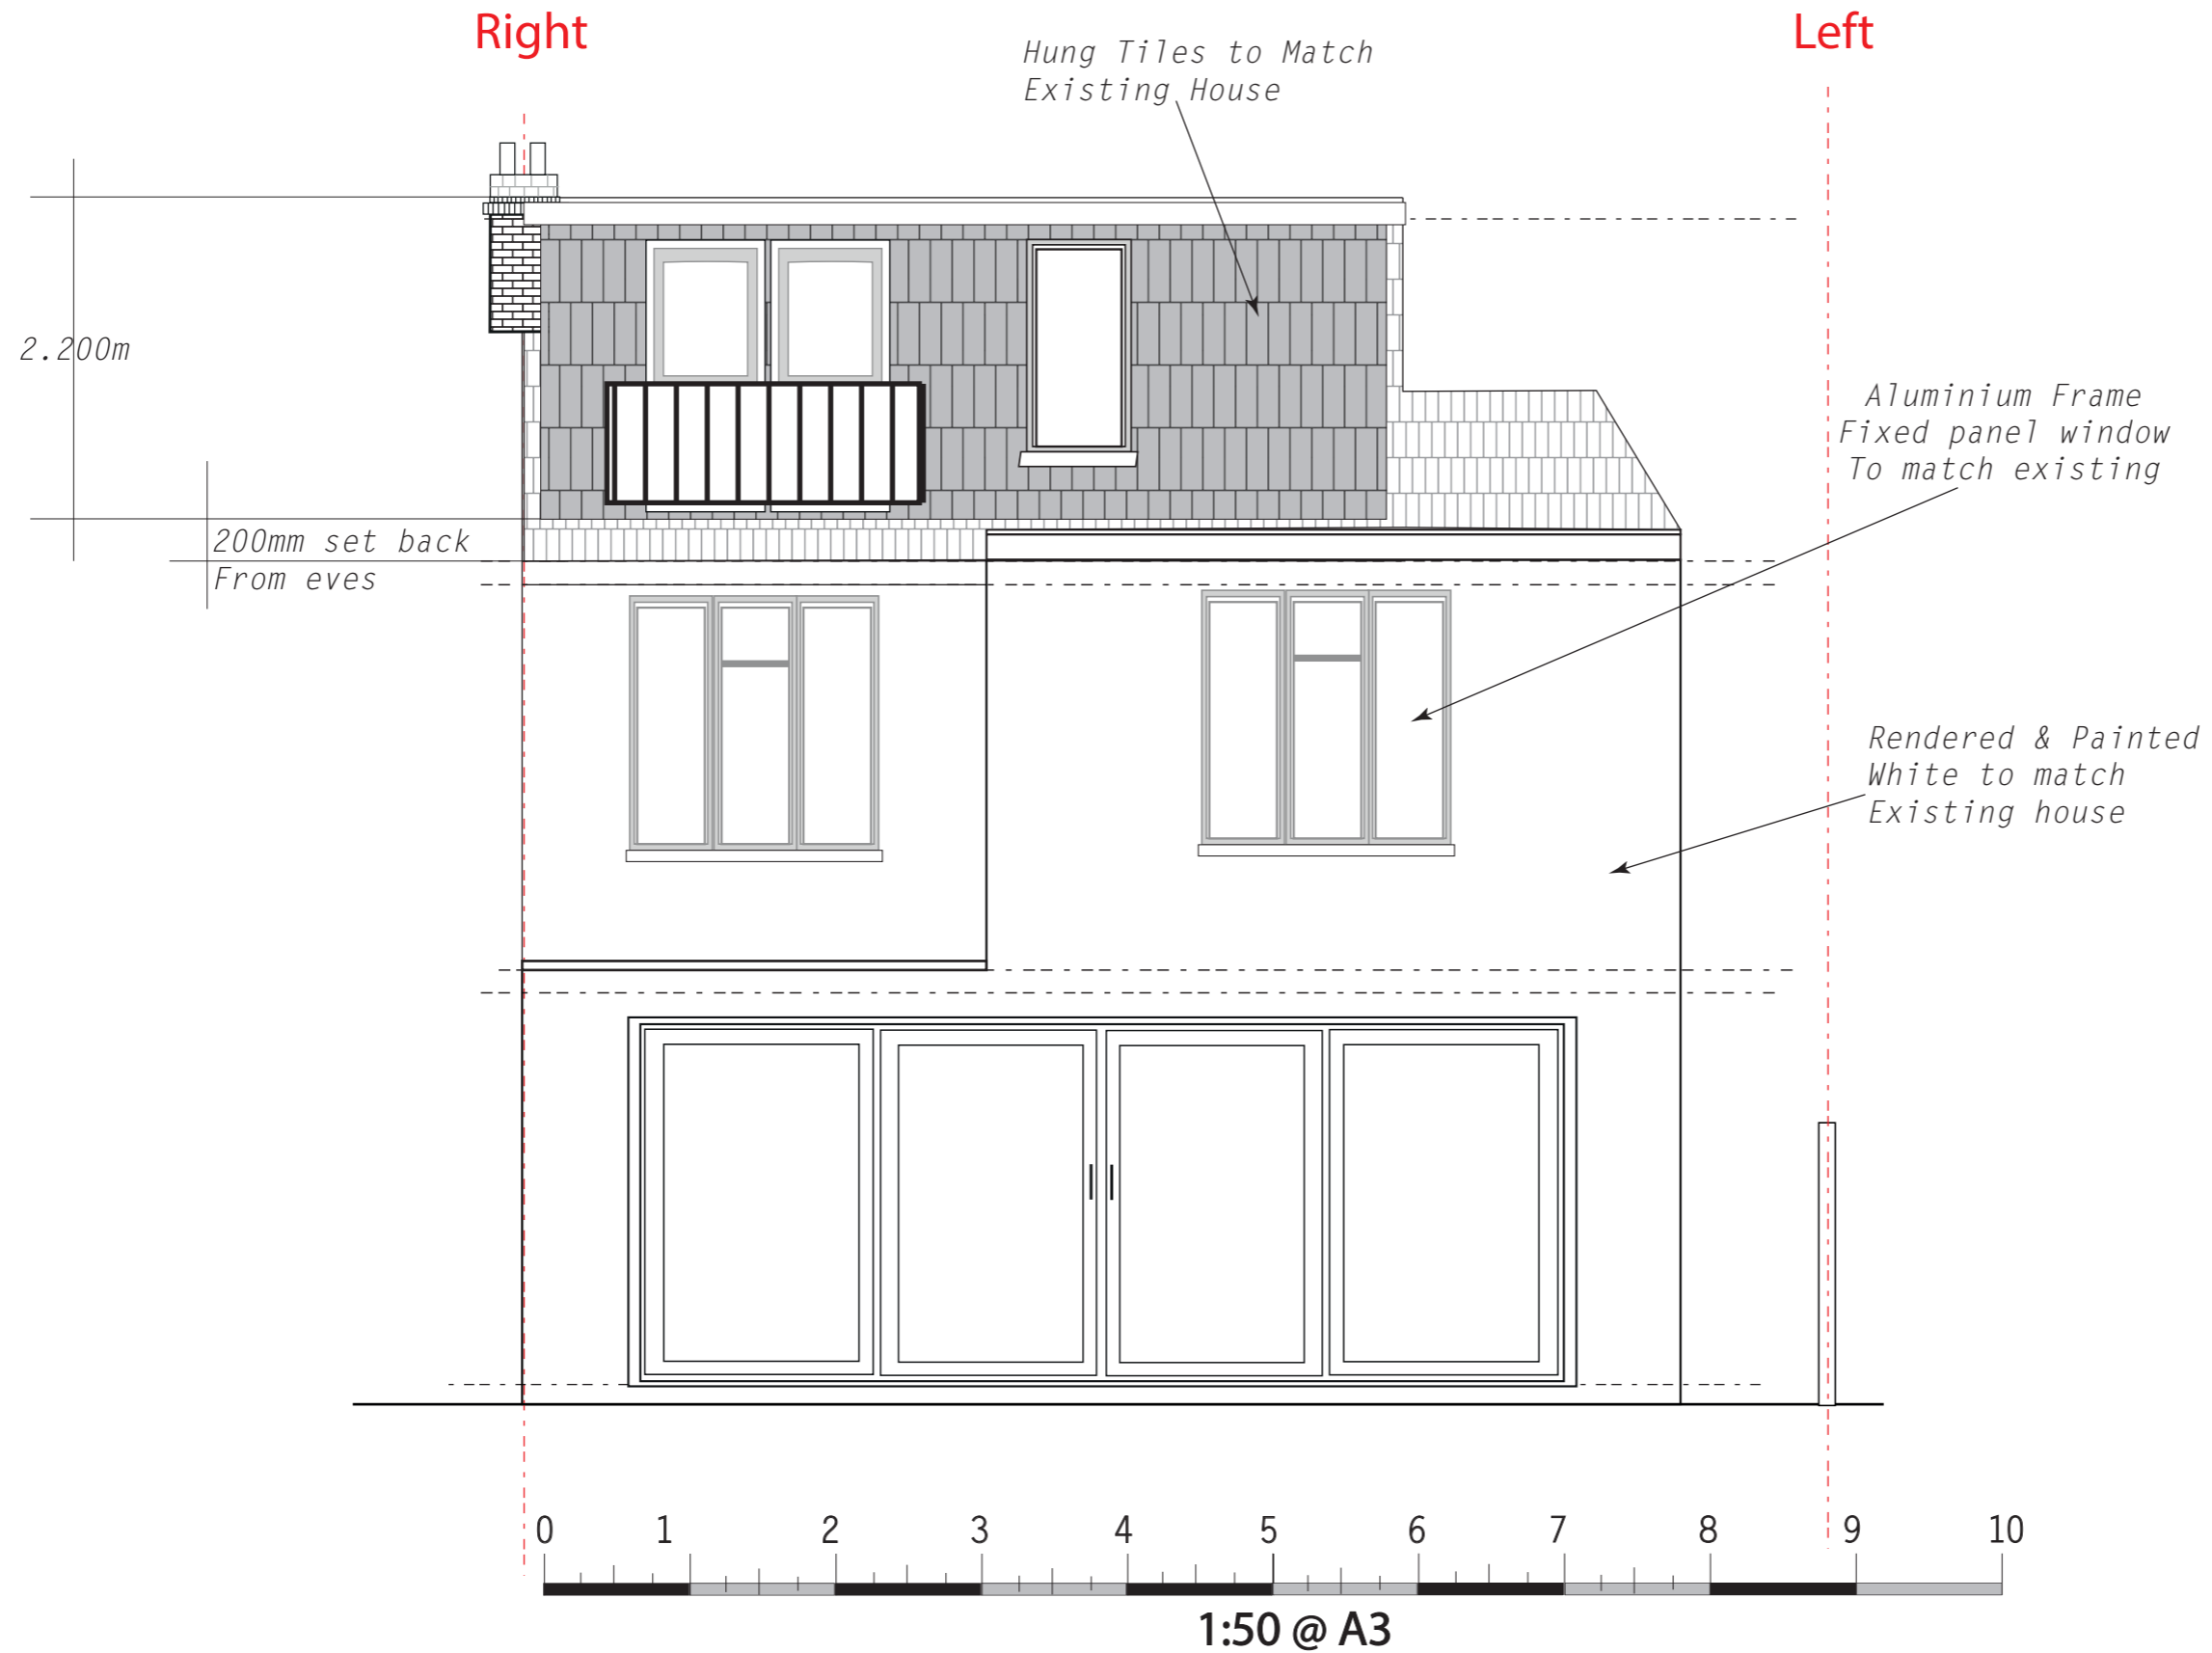 Right
Left
Hung Tiles to Match
Existing House
2.200m
200mm set back
From eves
Aluminium Frame
Fixed panel window
To match existing
Rendered & Painted
White to match
Existing house
0 1 2 3 4 5 6 7 8 9 10
1:50 @ A3